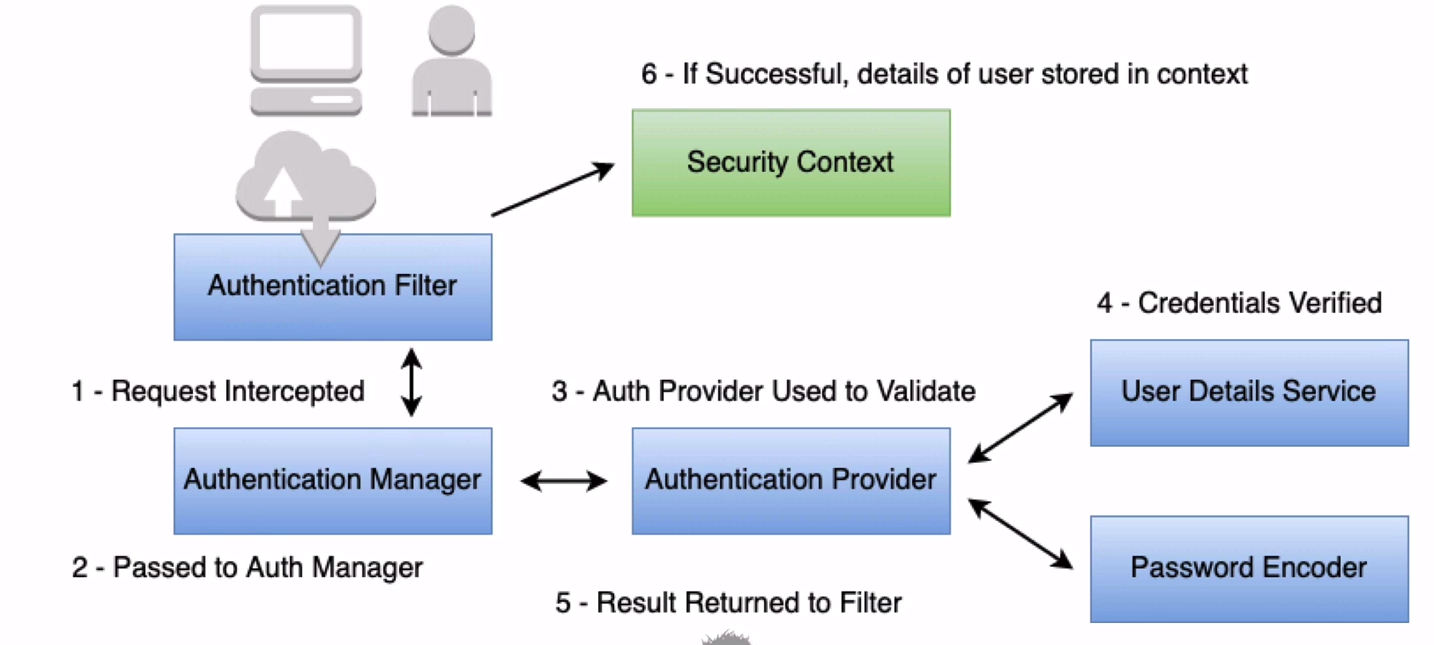 6 - If Successful, details of user stored in context
Security Context
Authentication Filter
1 - Request Intercepted
Authentication Manager
2 - Passed to Auth Manager
3 - Auth Provider Used to Validate
Authentication Provider
4 - Credentials Verified
User Details Service
Password Encoder
5 - Result Returned to Filter